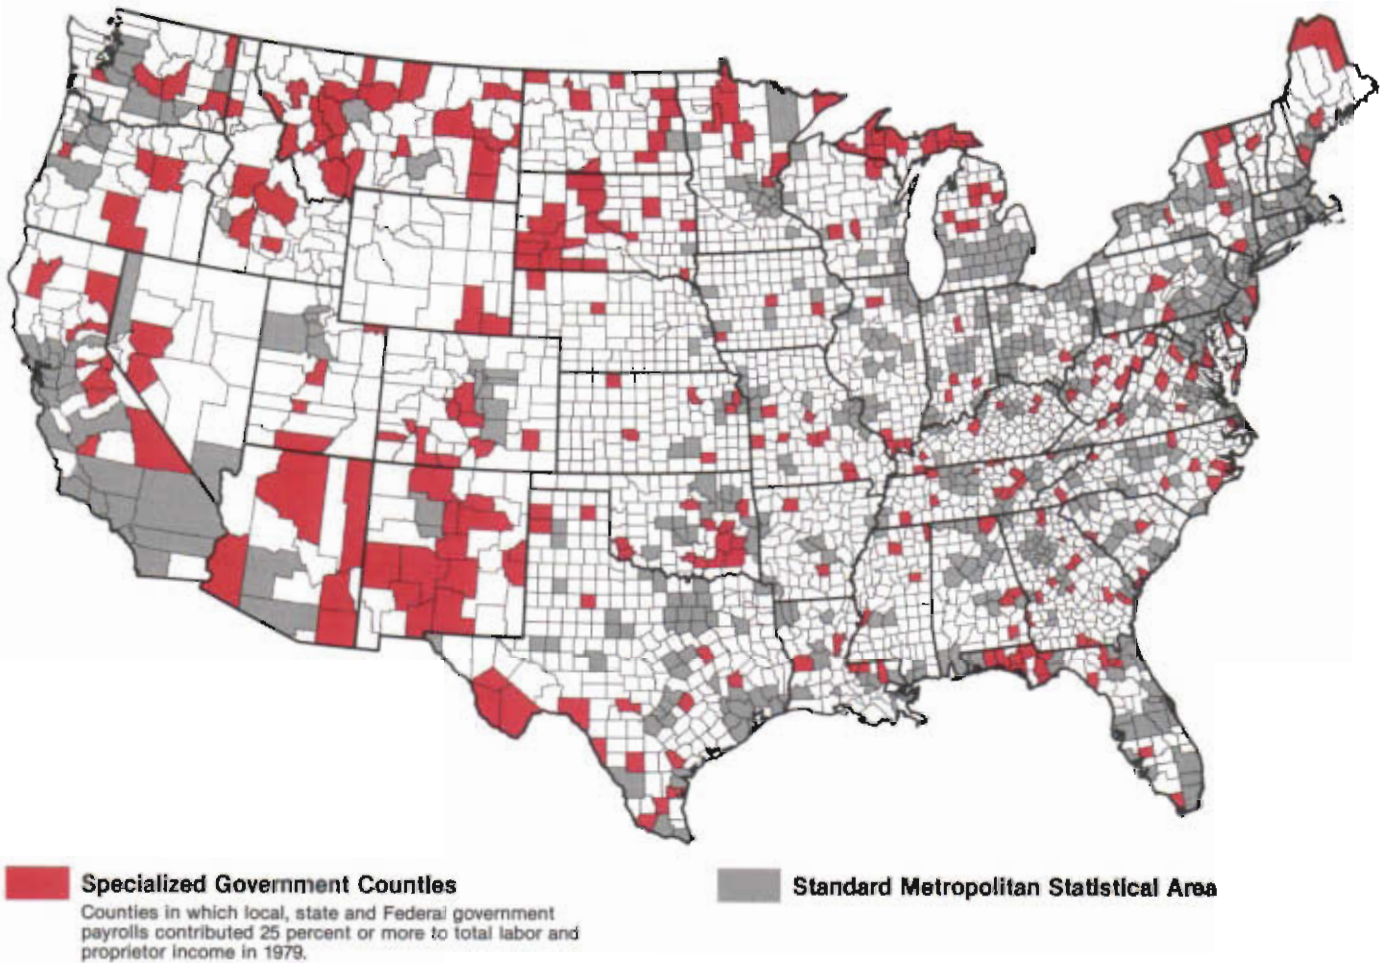 Specialized Government Counties
Counties in which local, state and Federal government
payrolls contributed 25 percent or more to total labor and
proprietor income in 1979.
Standard Metropolitan Statistical Area